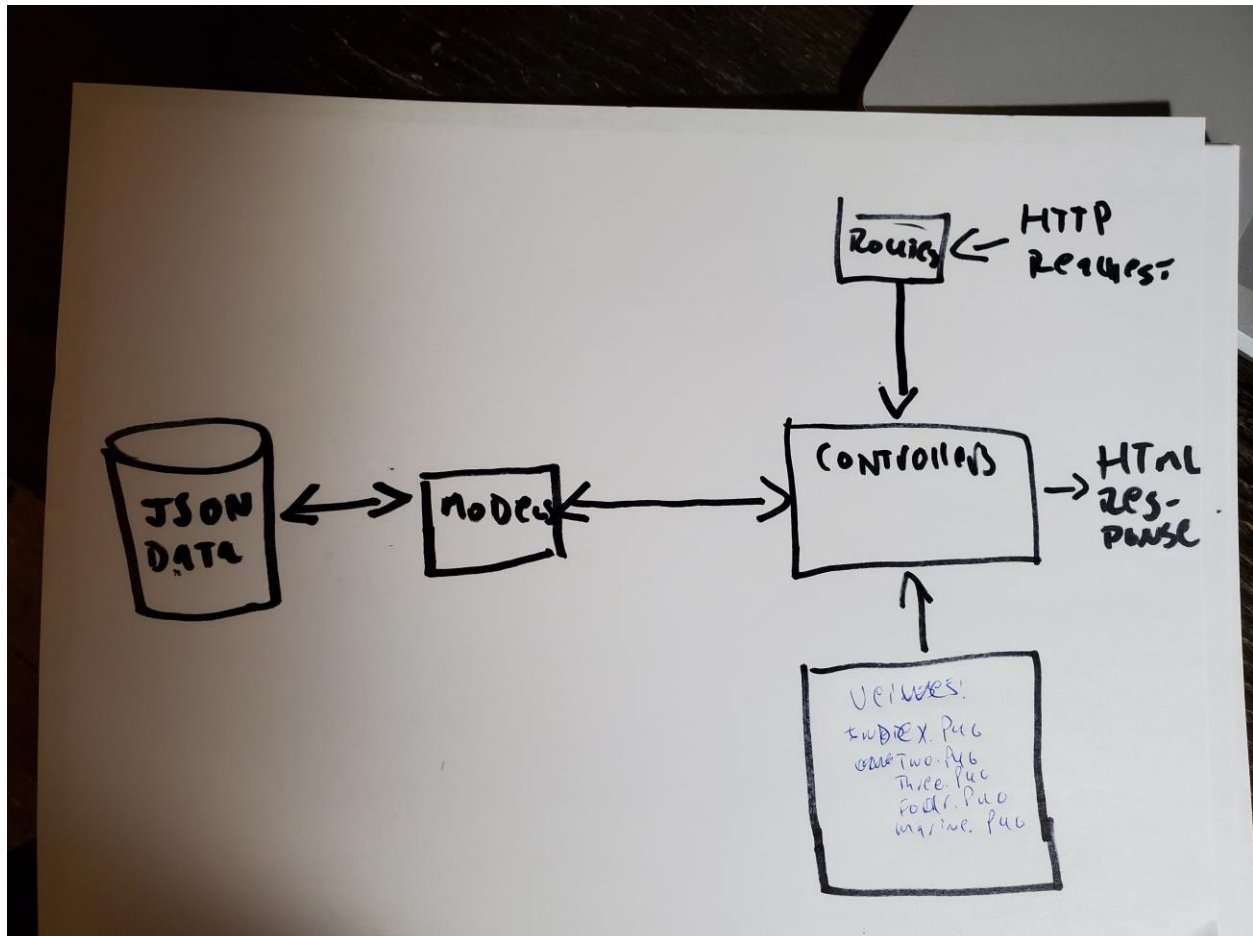 HTTP
Request
Routes
Controllers
HTML
Res-
ponse
Models
JSON
DATA
INDEX.Pug
Two.Pug
Three.Pug
Four.Pug
Marine.Pug